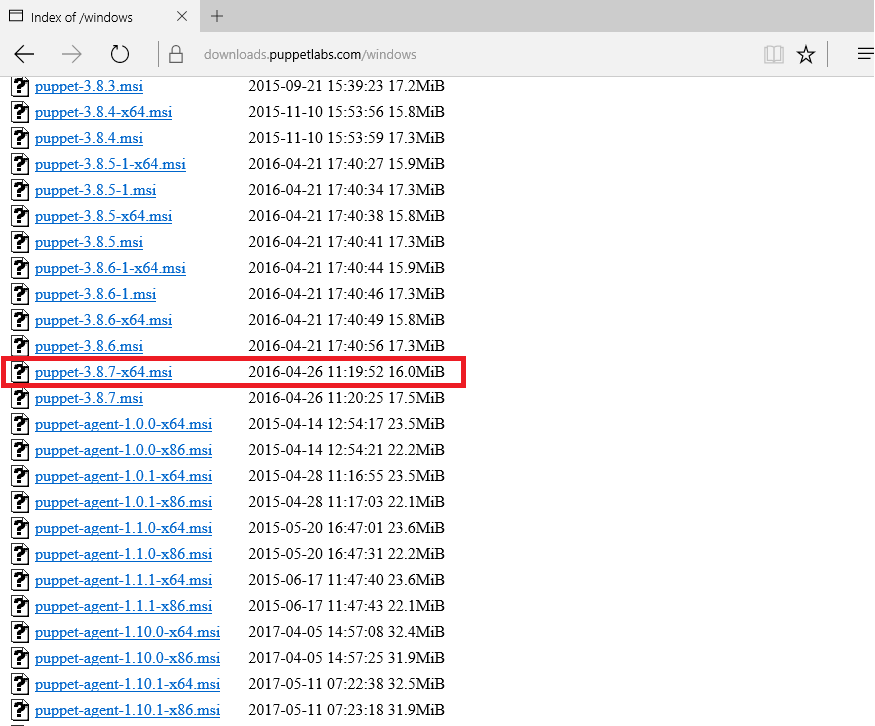 Index of /windows
downloads.puppetlabs.com/windows
puppet-3.8.3.msi 2015-09-21 15:39:23 17.2MiB
puppet-3.8.4-x64.msi 2015-11-10 15:53:56 15.8MiB
puppet-3.8.4.msi 2015-11-10 15:53:59 17.3MiB
puppet-3.8.5-1-x64.msi 2016-04-21 17:40:27 15.9MiB
puppet-3.8.5-1.msi 2016-04-21 17:40:34 17.3MiB
puppet-3.8.5-x64.msi 2016-04-21 17:40:38 15.8MiB
puppet-3.8.5.msi 2016-04-21 17:40:41 17.3MiB
puppet-3.8.6-1-x64.msi 2016-04-21 17:40:44 15.9MiB
puppet-3.8.6-1.msi 2016-04-21 17:40:46 17.3MiB
puppet-3.8.6-x64.msi 2016-04-21 17:40:49 15.8MiB
puppet-3.8.6.msi 2016-04-21 17:40:56 17.3MiB
puppet-3.8.7-x64.msi 2016-04-26 11:19:52 16.0MiB
puppet-3.8.7.msi 2016-04-26 11:20:25 17.5MiB
puppet-agent-1.0.0-x64.msi 2015-04-14 12:54:17 23.5MiB
puppet-agent-1.0.0-x86.msi 2015-04-14 12:54:21 22.2MiB
puppet-agent-1.0.1-x64.msi 2015-04-28 11:16:55 23.5MiB
puppet-agent-1.0.1-x86.msi 2015-04-28 11:17:03 22.1MiB
puppet-agent-1.1.0-x64.msi 2015-05-20 16:47:01 23.6MiB
puppet-agent-1.1.0-x86.msi 2015-05-20 16:47:31 22.2MiB
puppet-agent-1.1.1-x64.msi 2015-06-17 11:47:40 23.6MiB
puppet-agent-1.1.1-x86.msi 2015-06-17 11:47:43 22.1MiB
puppet-agent-1.10.0-x64.msi 2017-04-05 14:57:08 32.4MiB
puppet-agent-1.10.0-x86.msi 2017-04-05 14:57:25 31.9MiB
puppet-agent-1.10.1-x64.msi 2017-05-11 07:22:38 32.5MiB
puppet-agent-1.10.1-x86.msi 2017-05-11 07:23:18 31.9MiB